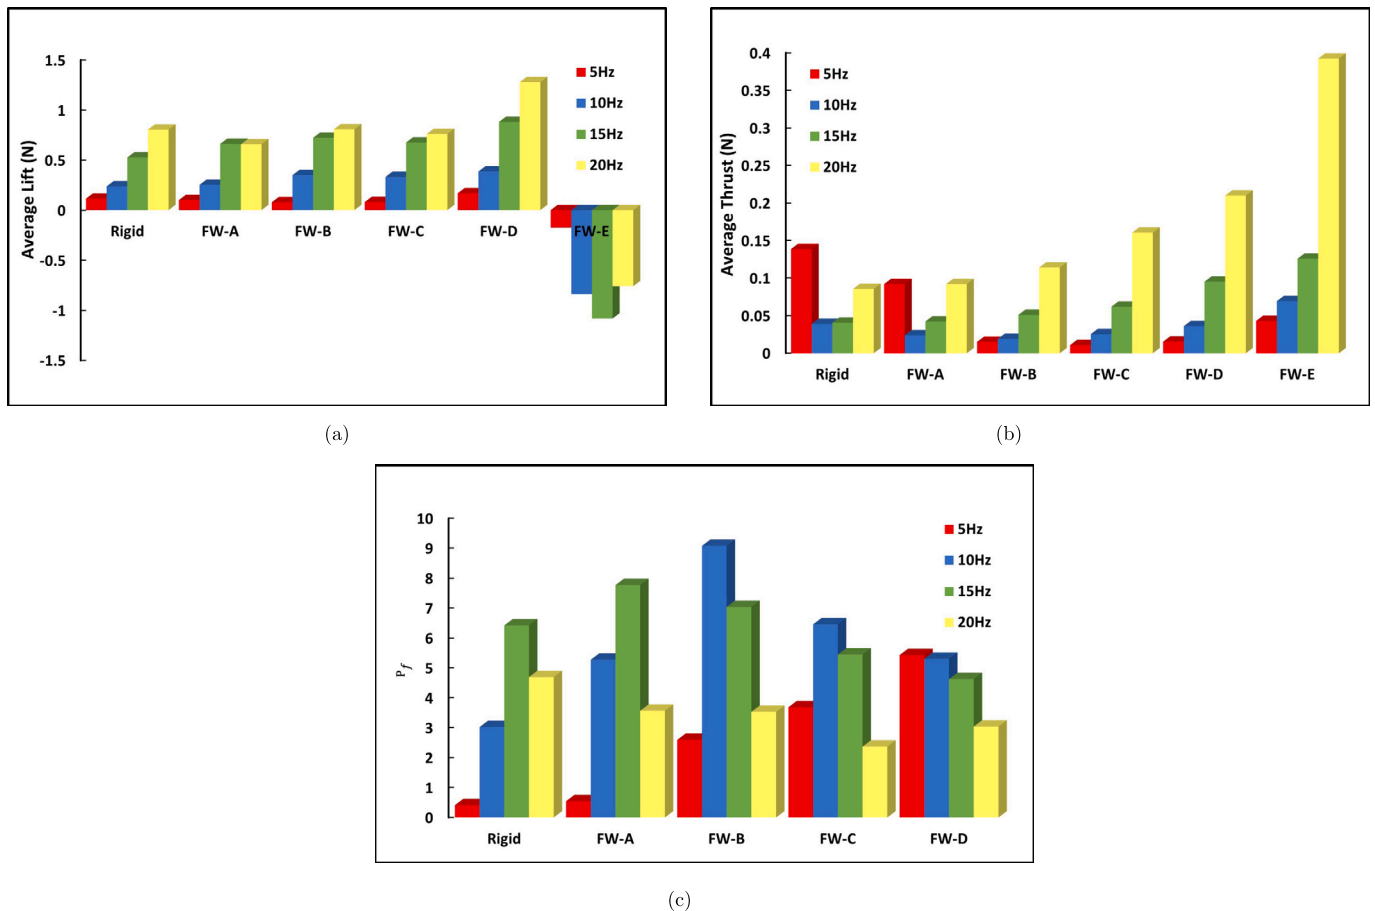 1.5
1
0.5
0
-0.5
-1
-1.5
Average Lift (N)
5Hz
10Hz
15Hz
20Hz
Rigid FW-A FW-B FW-C FW-D FW-E
(a)
0.4
0.35
0.3
0.25
0.2
0.15
0.1
0.05
0
Average Thrust (N)
5Hz
10Hz
15Hz
20Hz
Rigid FW-A FW-B FW-C FW-D FW-E
(b)
10
9
8
7
6
5
4
3
2
1
0
Pf
5Hz
10Hz
15Hz
20Hz
Rigid FW-A FW-B FW-C FW-D
(c)